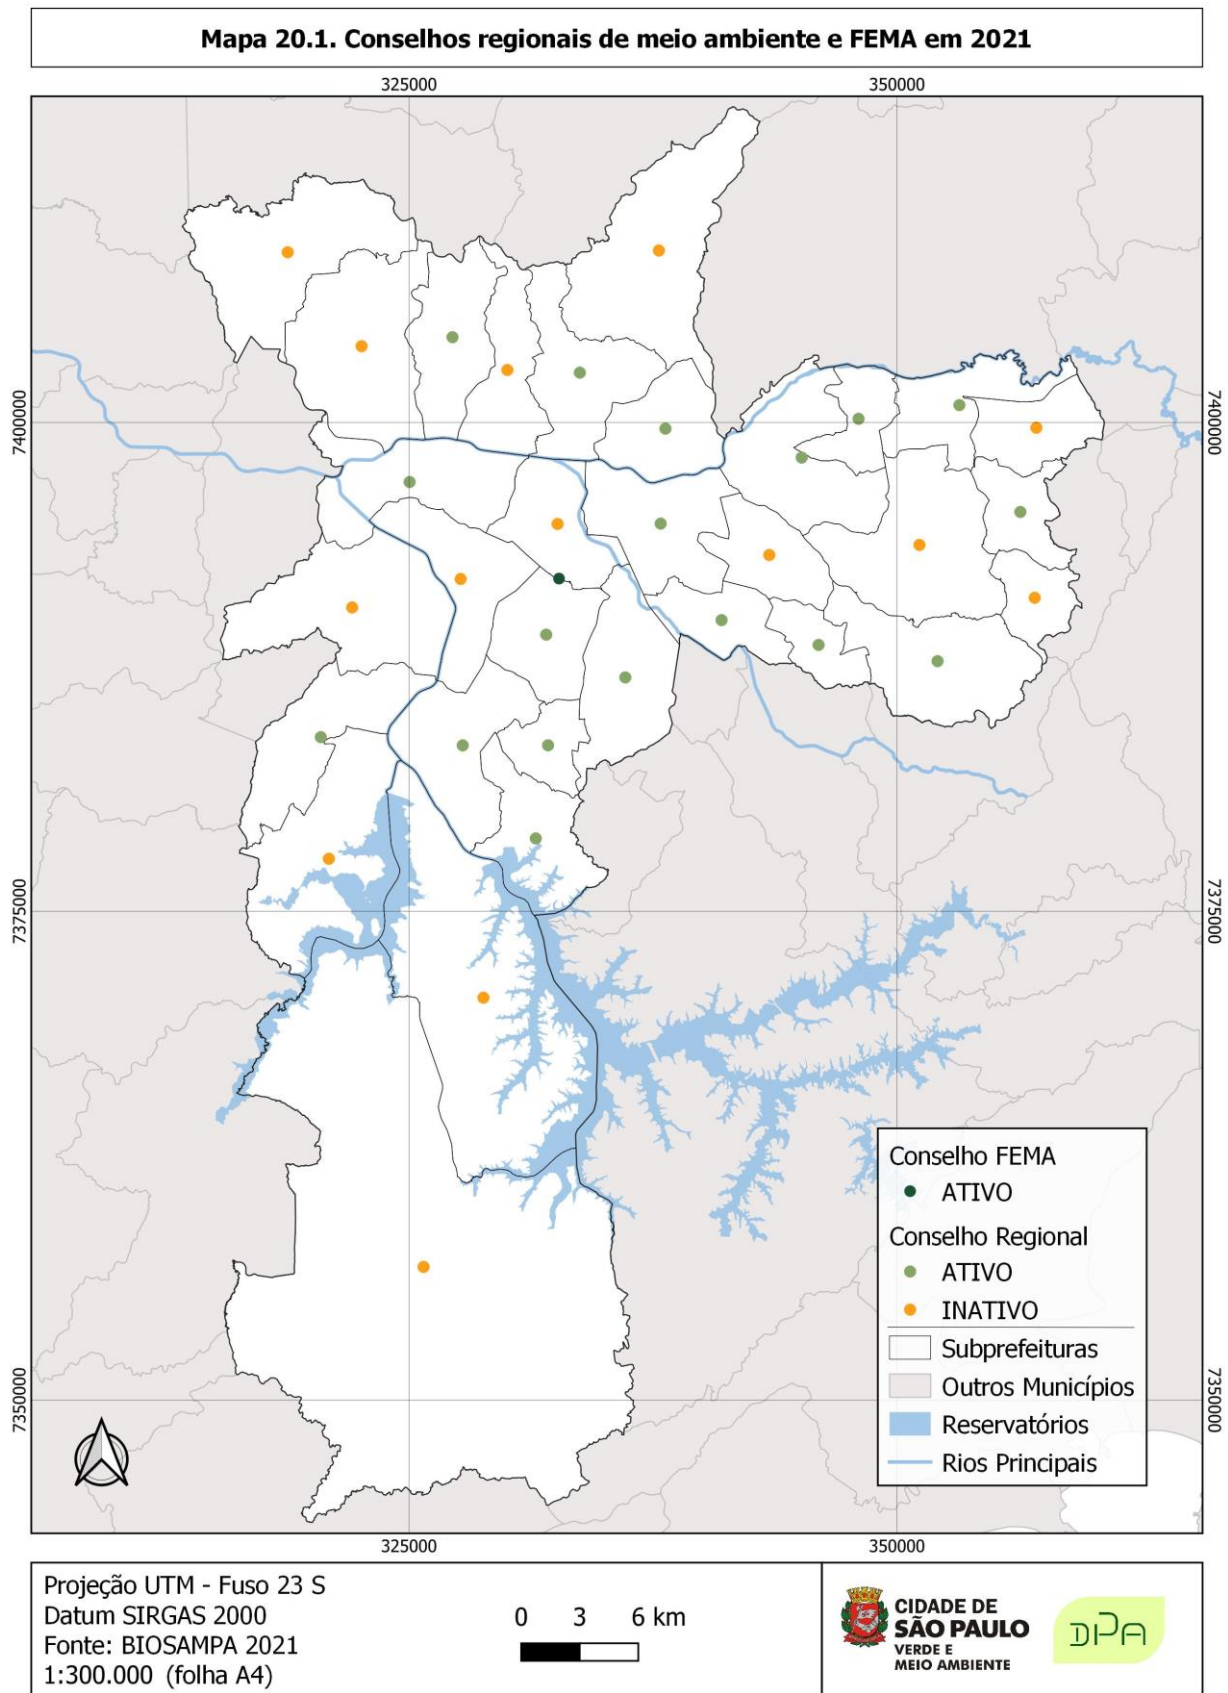 Mapa 20.1. Conselhos regionais de meio ambiente e FEMA em 2021
325000
350000
7400000
7400000
7375000
7375000
7350000
7350000
Conselho FEMA
ATIVO
Conselho Regional
ATIVO
INATIVO
Subprefeituras
Outros Municípios
Reservatórios
Rios Principais
325000
350000
Projeção UTM - Fuso 23 S
Datum SIRGAS 2000
Fonte: BIOSAMPA 2021
1:300.000 (folha A4)
0 3 6 km
CIDADE DE
SÃO PAULO
VERDE E
MEIO AMBIENTE
DPA